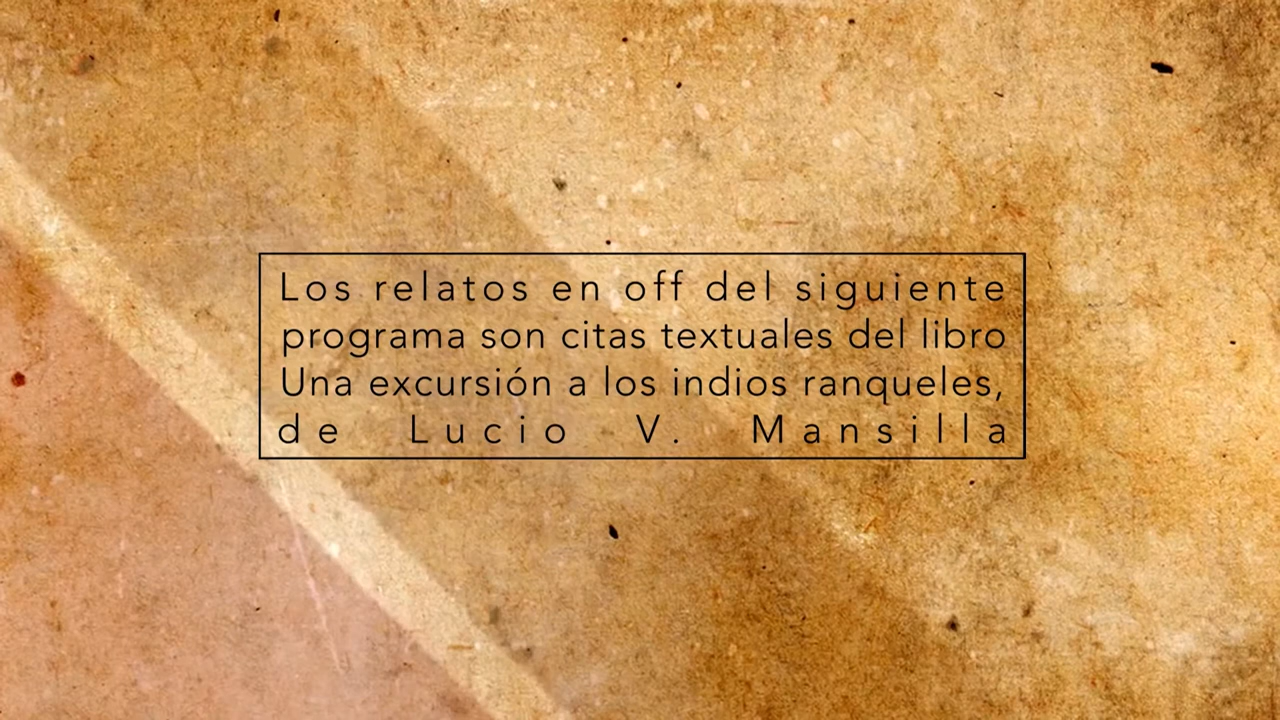 Los relatos en off del siguiente
programa son citas textuales del libro
Una excursión a los indios ranqueles,
de Lucio V. Mansilla